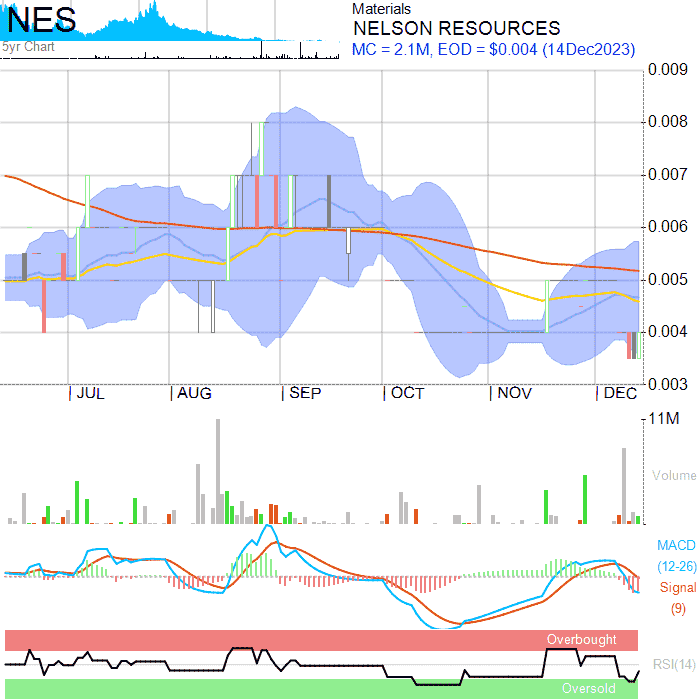 NES
5yr Chart
Materials
NELSON RESOURCES
MC = 2.1M, EOD = $0.004 (14Dec2023)
0.009
0.008
0.007
0.006
0.005
0.004
0.003
JUL AUG SEP OCT NOV DEC
11M
Volume
MACD
(12-26)
Signal
(9)
Overbought
RSI(14)
Oversold